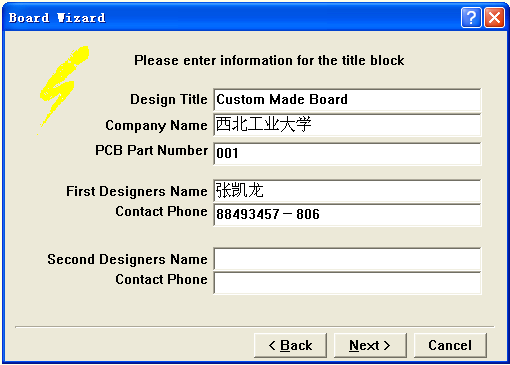 Board Wizard
Please enter information for the title block
Design Title Custom Made Board
Company Name 西北工业大学
PCB Part Number 001
First Designers Name 张凯龙
Contact Phone 88493457－806
Second Designers Name
Contact Phone
< Back Next > Cancel